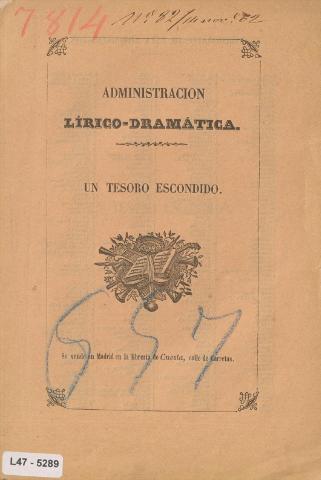 7814
ADMINISTRACION
LÍRICO-DRAMÁTICA.
UN TESORO ESCONDIDO.
557
Se vende en Madrid en la librería de Cuesta, calle de Carretas.
L47 - 5289